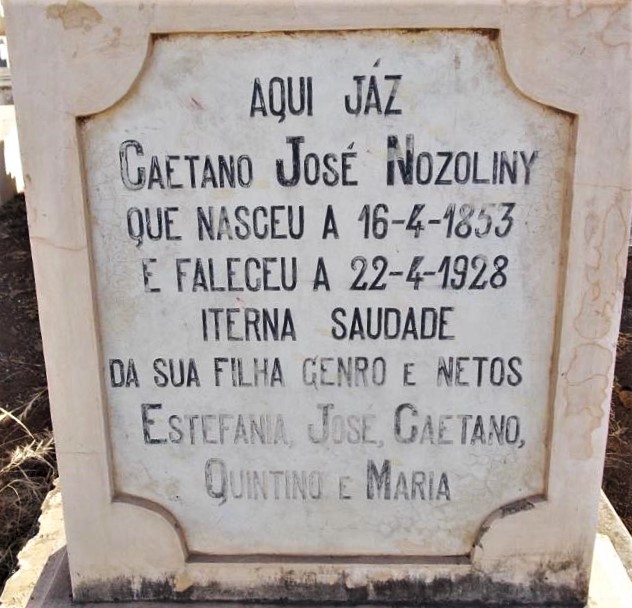 AQUI JÁZ
CAETANO JOSÉ NOZOLINY
QUE NASCEU A 16-4-1853
E FALEGEU A 22-4-1928
ITERNA SAUDADE
DA SUA FILHA GENRO E NETOS
ESTEFANIA, JOSÉ, CAETANO,
QUINTINO E MARIA